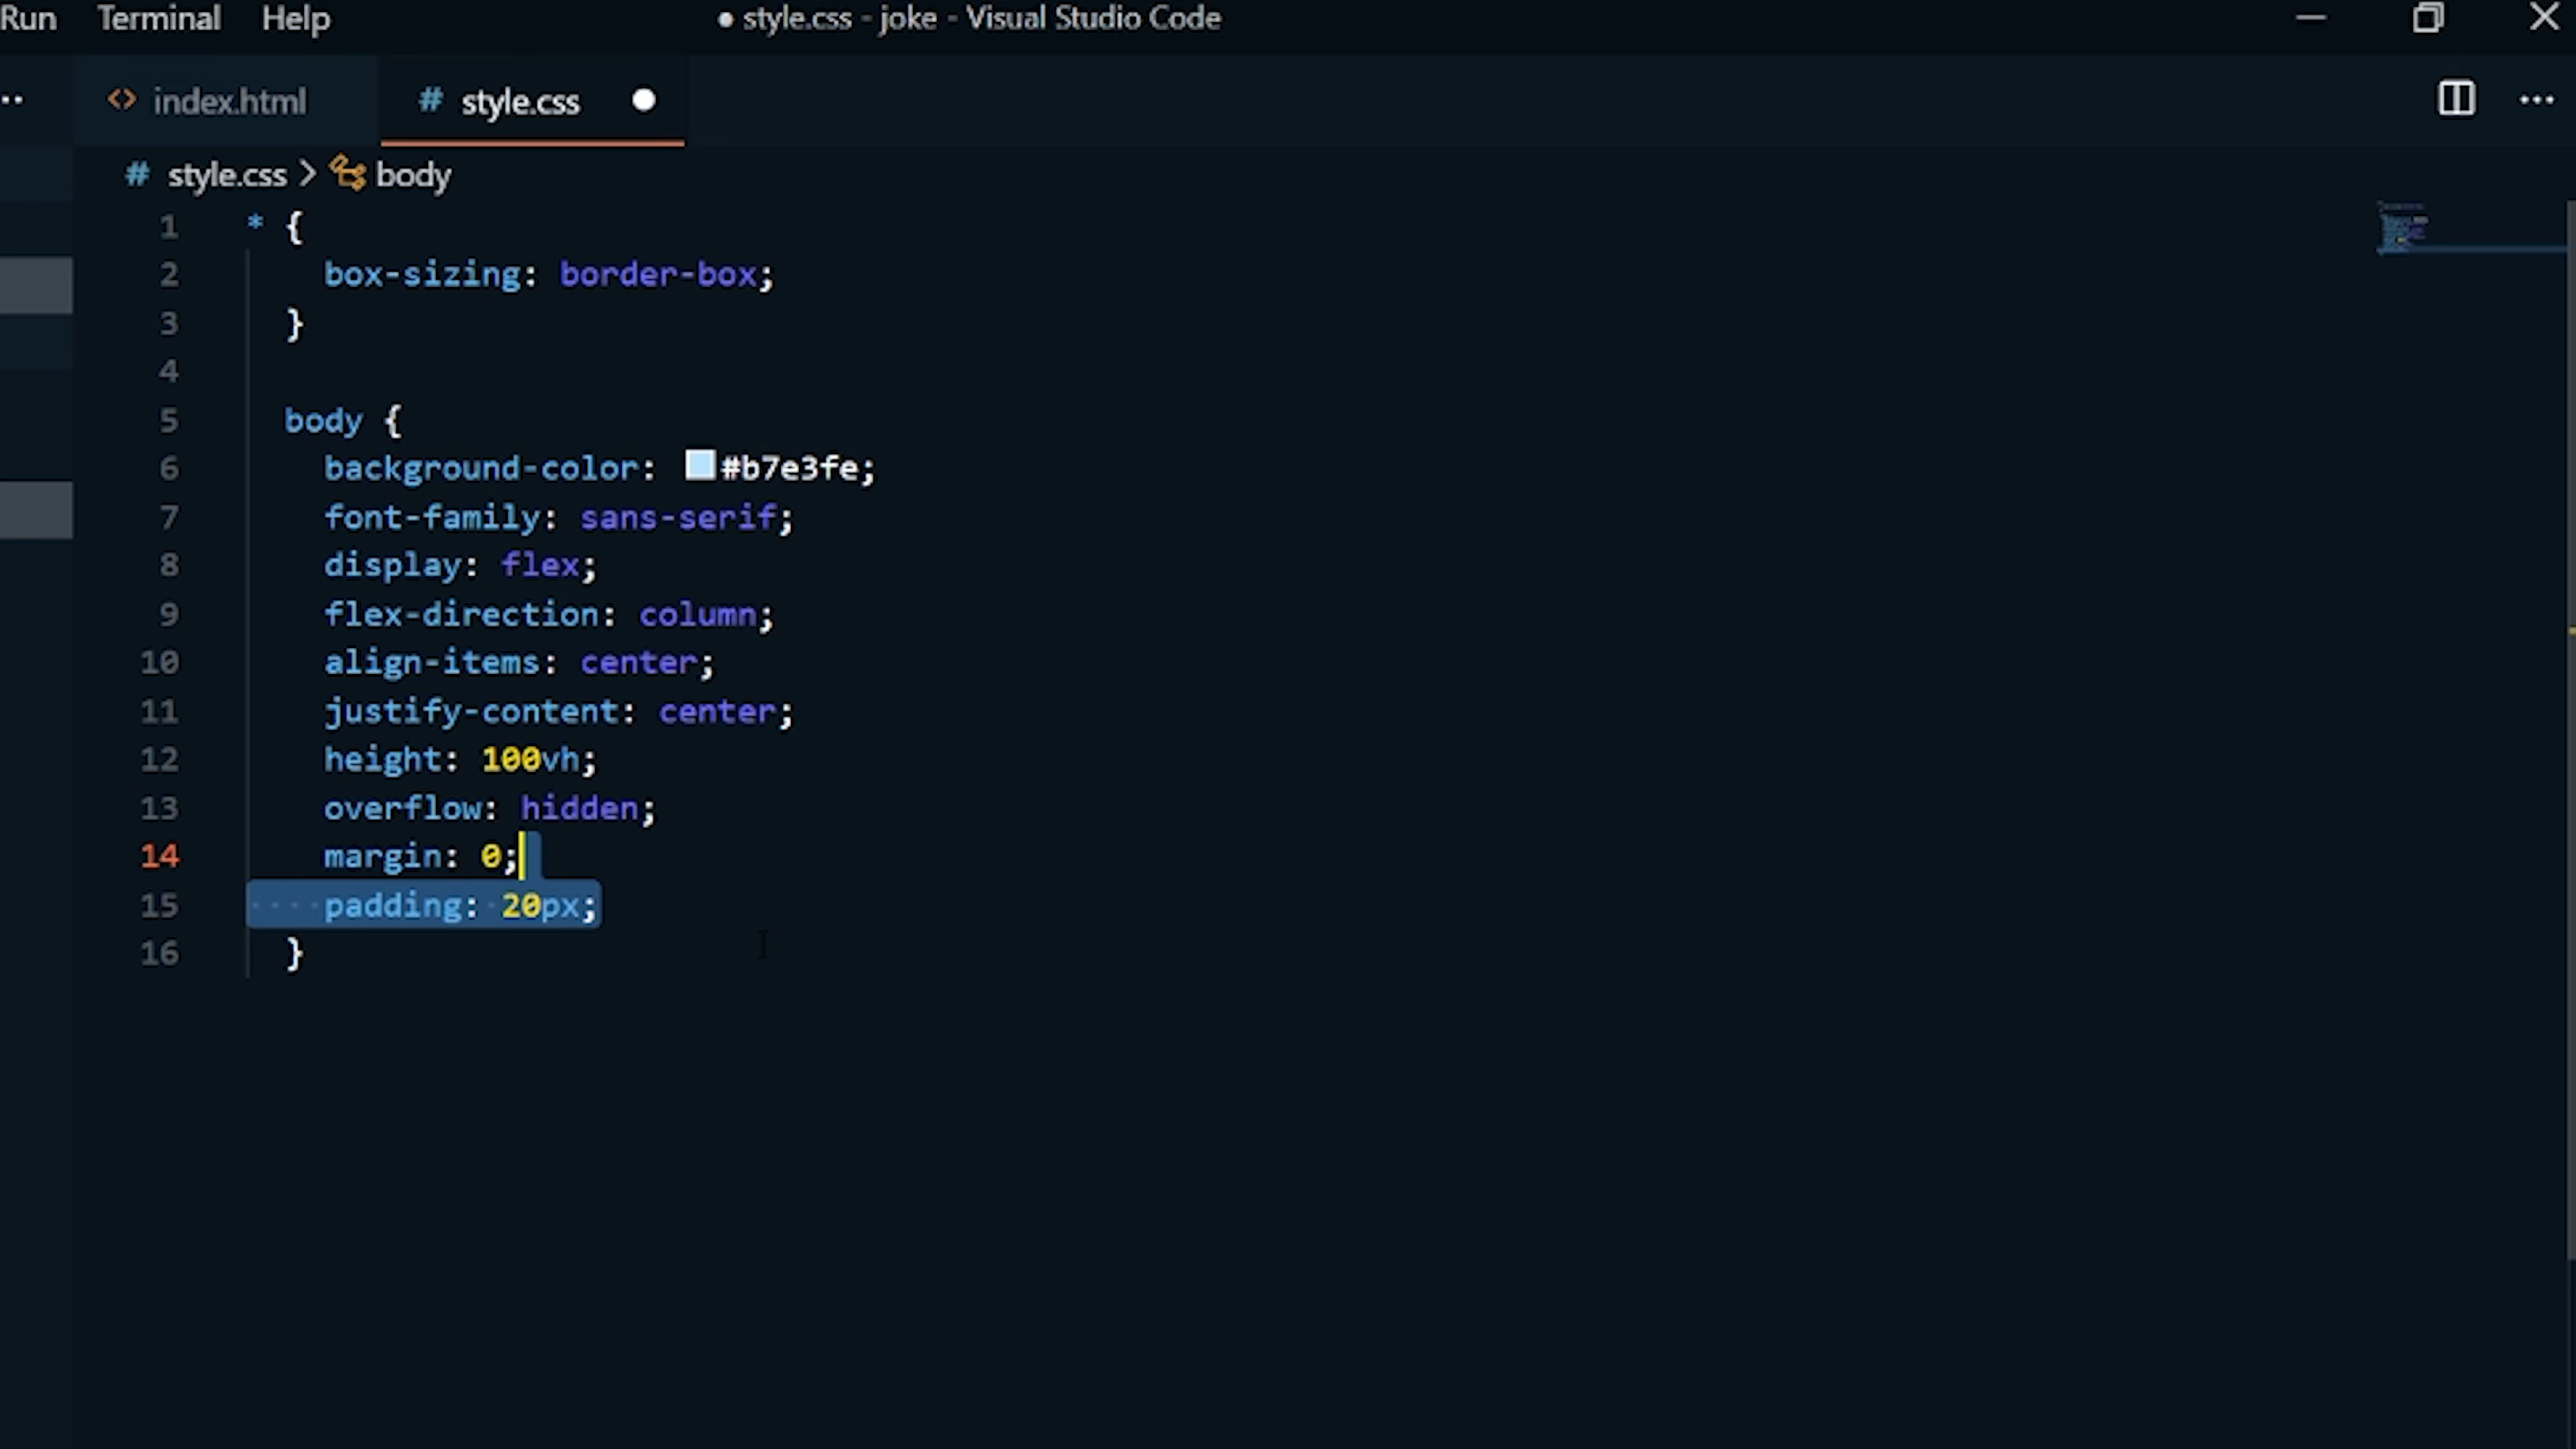 Run Terminal Help ● style.css - joke - Visual Studio Code
index.html # style.css
# style.css > body
1 * {
2 box-sizing: border-box;
3 }
4
5 body {
6 background-color: #b7e3fe;
7 font-family: sans-serif;
8 display: flex;
9 flex-direction: column;
10 align-items: center;
11 justify-content: center;
12 height: 100vh;
13 overflow: hidden;
14 margin: 0;
15 padding: 20px;
16 }